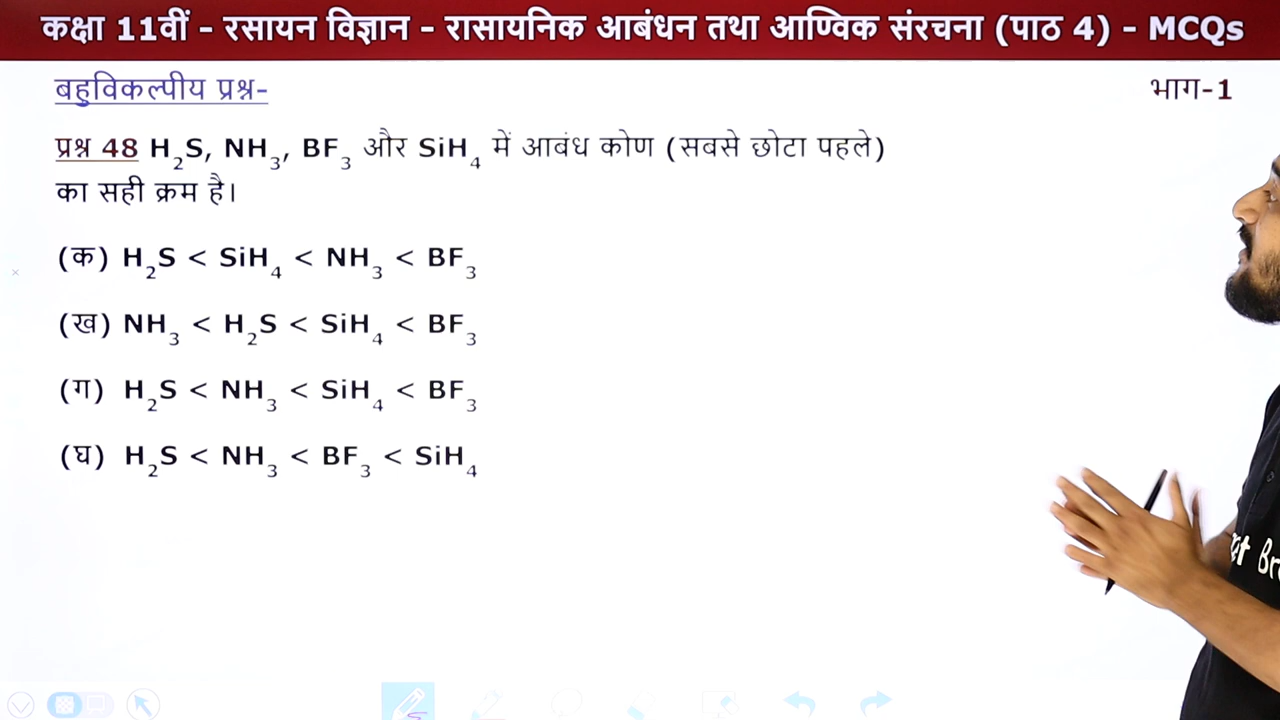 कक्षा 11वीं - रसायन विज्ञान - रासायनिक आबंधन तथा आण्विक संरचना (पाठ 4) - MCQs
बहुविकल्पीय प्रश्न-
भाग-1
प्रश्न 48 H₂S, NH₃, BF₃ और SiH₄ में आवंध कोण (सबसे छोटा पहले)
का सही क्रम है।
(क) H₂S < SiH₄ < NH₃ < BF₃
(ख) NH₃ < H₂S < SiH₄ < BF₃
(ग) H₂S < NH₃ < SiH₄ < BF₃
(घ) H₂S < NH₃ < BF₃ < SiH₄